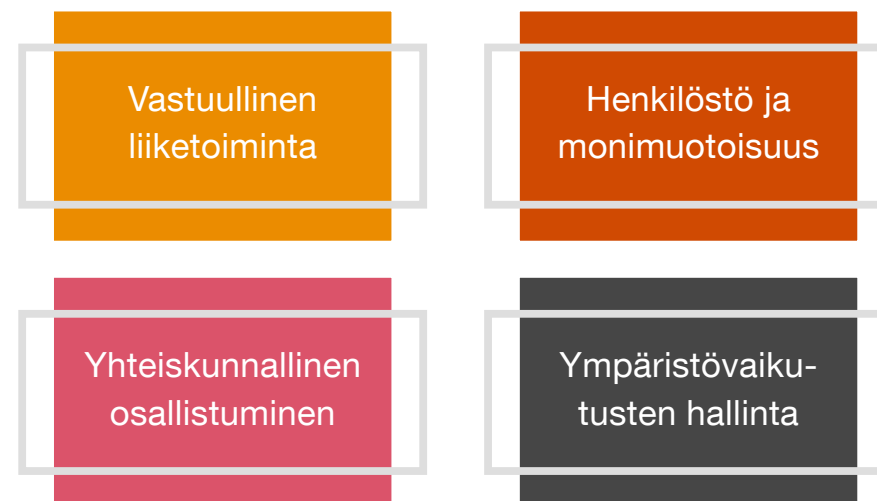 Vastuullinen
liiketoiminta
Henkilöstö ja
monimuotoisuus
Yhteiskunnallinen
osallistuminen
Ympäristövaiku-
tusten hallinta